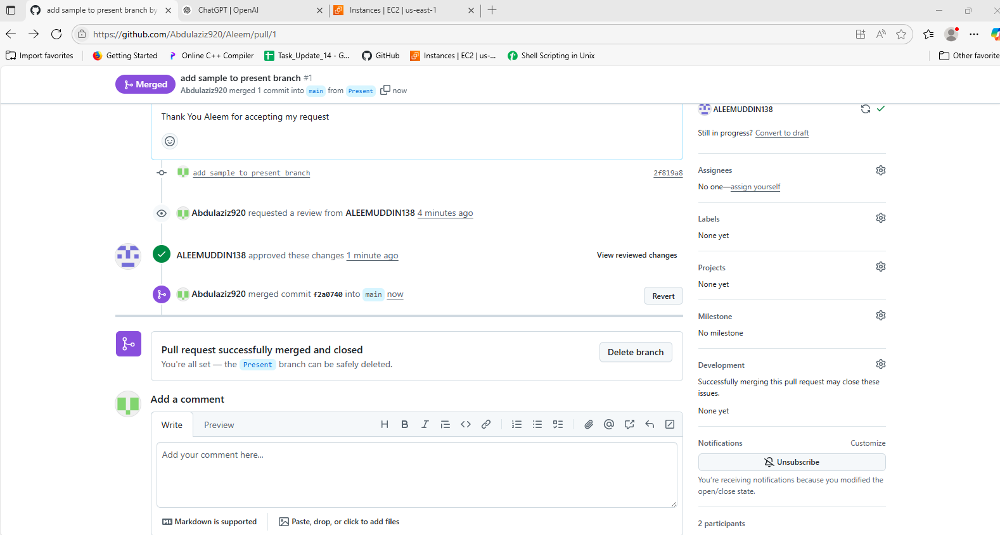 add sample to present branch by
ChatGPT | OpenAI
Instances | EC2 | us-east-1
https://github.com/Abdulaziz920/Aleem/pull/1
Import favorites
Getting Started
Online C++ Compiler
Task_Update_14 - G...
GitHub
Instances | EC2 | us-...
Shell Scripting in Unix
Other favorite
Merged
add sample to present branch #1
Abdulaziz920 merged 1 commit into main from Present now
Thank You Aleem for accepting my request
add sample to present branch 2f819a8
Abdulaziz920 requested a review from ALEEMUDDIN138 4 minutes ago
ALEEMUDDIN138 approved these changes 1 minute ago View reviewed changes
Abdulaziz920 merged commit f2a0740 into main now Revert
Pull request successfully merged and closed
You're all set — the Present branch can be safely deleted.
Delete branch
Add a comment
Write Preview
Add your comment here...
Markdown is supported
Paste, drop, or click to add files
ALEEMUDDIN138
Still in progress? Convert to draft
Assignees
No one—assign yourself
Labels
None yet
Projects
None yet
Milestone
No milestone
Development
Successfully merging this pull request may close these
issues.
None yet
Notifications Customize
Unsubscribe
You're receiving notifications because you modified the
open/close state.
2 participants